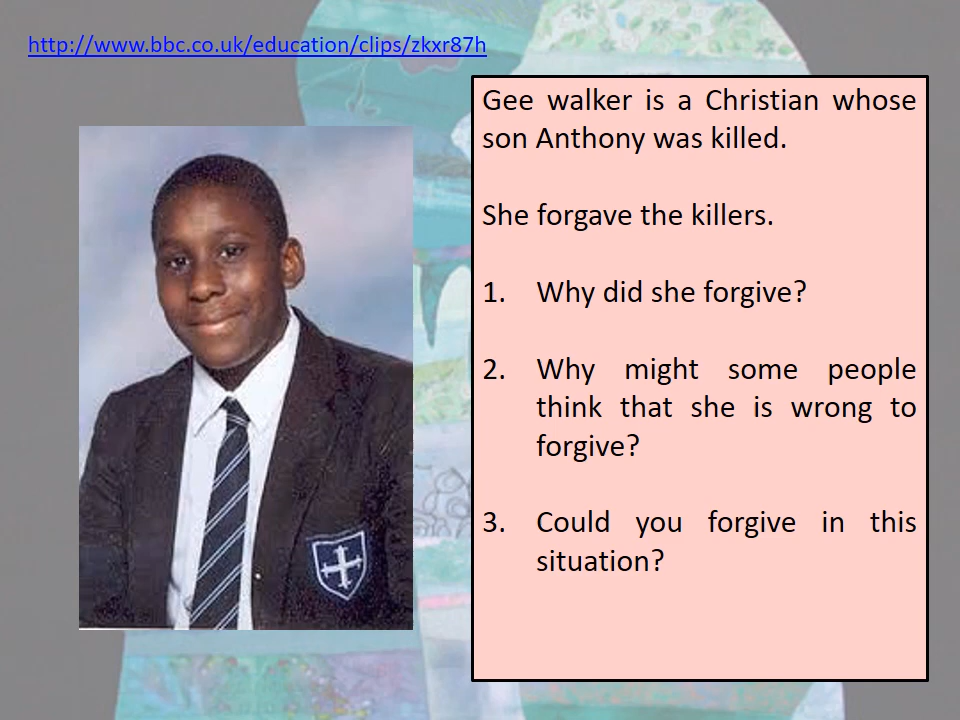 http://www.bbc.co.uk/education/clips/zkxr87h
Gee walker is a Christian whose
son Anthony was killed.
She forgave the killers.
1. Why did she forgive?
2. Why might some people
think that she is wrong to
forgive?
3. Could you forgive in this
situation?